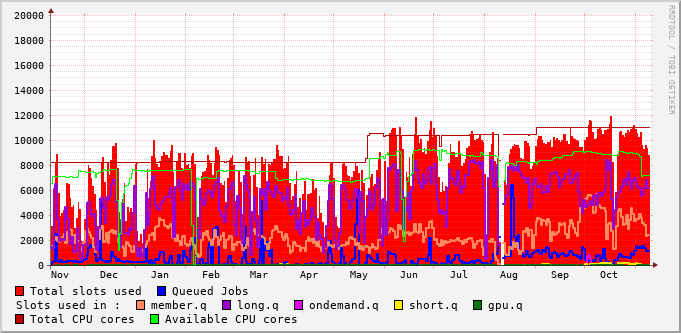 20000
18000
16000
14000
12000
10000
8000
6000
4000
2000
0
Nov Dec Jan Feb Mar Apr May Jun Jul Aug Sep Oct
Total slots used Queued Jobs
Slots used in : member.q long.q ondemand.q short.q gpu.q
Total CPU cores Available CPU cores
RRDTOOL / TOBI OETIKER